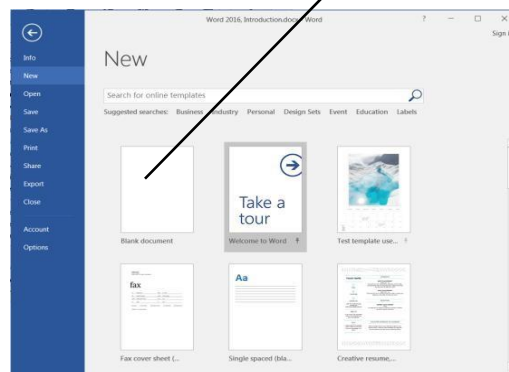 Word 2016, Introduction.docx - Word
?
Sign i
Info
New
Open
Save
Save As
Print
Share
Export
Close
Account
Options
New
Search for online templates
Suggested searches: Business Industry Personal Design Sets Event Education Labels
Take a
tour
Blank document
Welcome to Word
Test template use...
fax
Aa
Fax cover sheet (...
Single spaced (bla...
Creative resume,...